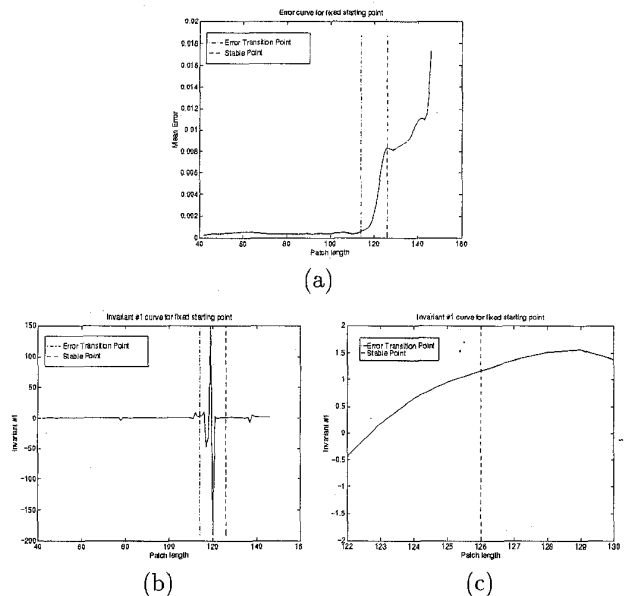 Error curve for fixed starting point
0.02
0.018
0.016
0.014
0.012
0.01
0.008
0.006
0.004
0.002
0
Mean Error
Error Transition Point
Stable Point
40 60 80 100 120 140 160
Patch length
(a)
Invariant #1 curve for fixed starting point
150
100
50
0
-50
-100
-150
-200
Invariant #1
Error Transition Point
Stable Point
40 60 80 100 120 140 16
Patch length
(b)
Invariant #1 curve for fixed starting point
2
1.5
1
0.5
0
-0.5
-1
-1.5
-2
Invariant #1
Error Transition Point
Stable Point
122 123 124 125 126 127 128 129 130
Patch length
(c)
s